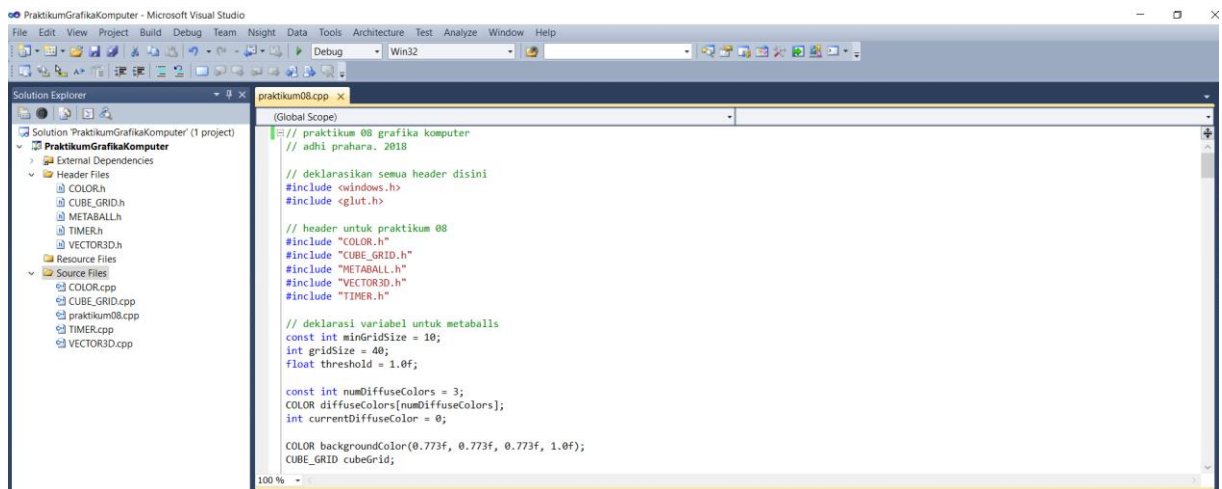 PraktikumGrafikaKomputer - Microsoft Visual Studio
File Edit View Project Build Debug Team Nsight Data Tools Architecture Test Analyze Window Help
Debug Win32
Solution Explorer
Solution 'PraktikumGrafikaKomputer' (1 project)
PraktikumGrafikaKomputer
External Dependencies
Header Files
COLOR.h
CUBE_GRID.h
METABALL.h
TIMER.h
VECTOR3D.h
Resource Files
Source Files
COLOR.cpp
CUBE_GRID.cpp
praktikum08.cpp
TIMER.cpp
VECTOR3D.cpp
praktikum08.cpp
(Global Scope)
// praktikum 08 grafika komputer
// adhi prahara. 2018
// deklarasikan semua header disini
#include <windows.h>
#include <glut.h>
// header untuk praktikum 08
#include "COLOR.h"
#include "CUBE_GRID.h"
#include "METABALL.h"
#include "VECTOR3D.h"
#include "TIMER.h"
// deklarasi variabel untuk metaballs
const int minGridSize = 10;
int gridSize = 40;
float threshold = 1.0f;
const int numDiffuseColors = 3;
COLOR diffuseColors[numDiffuseColors];
int currentDiffuseColor = 0;
COLOR backgroundColor(0.773f, 0.773f, 0.773f, 1.0f);
CUBE_GRID cubeGrid;
100 %